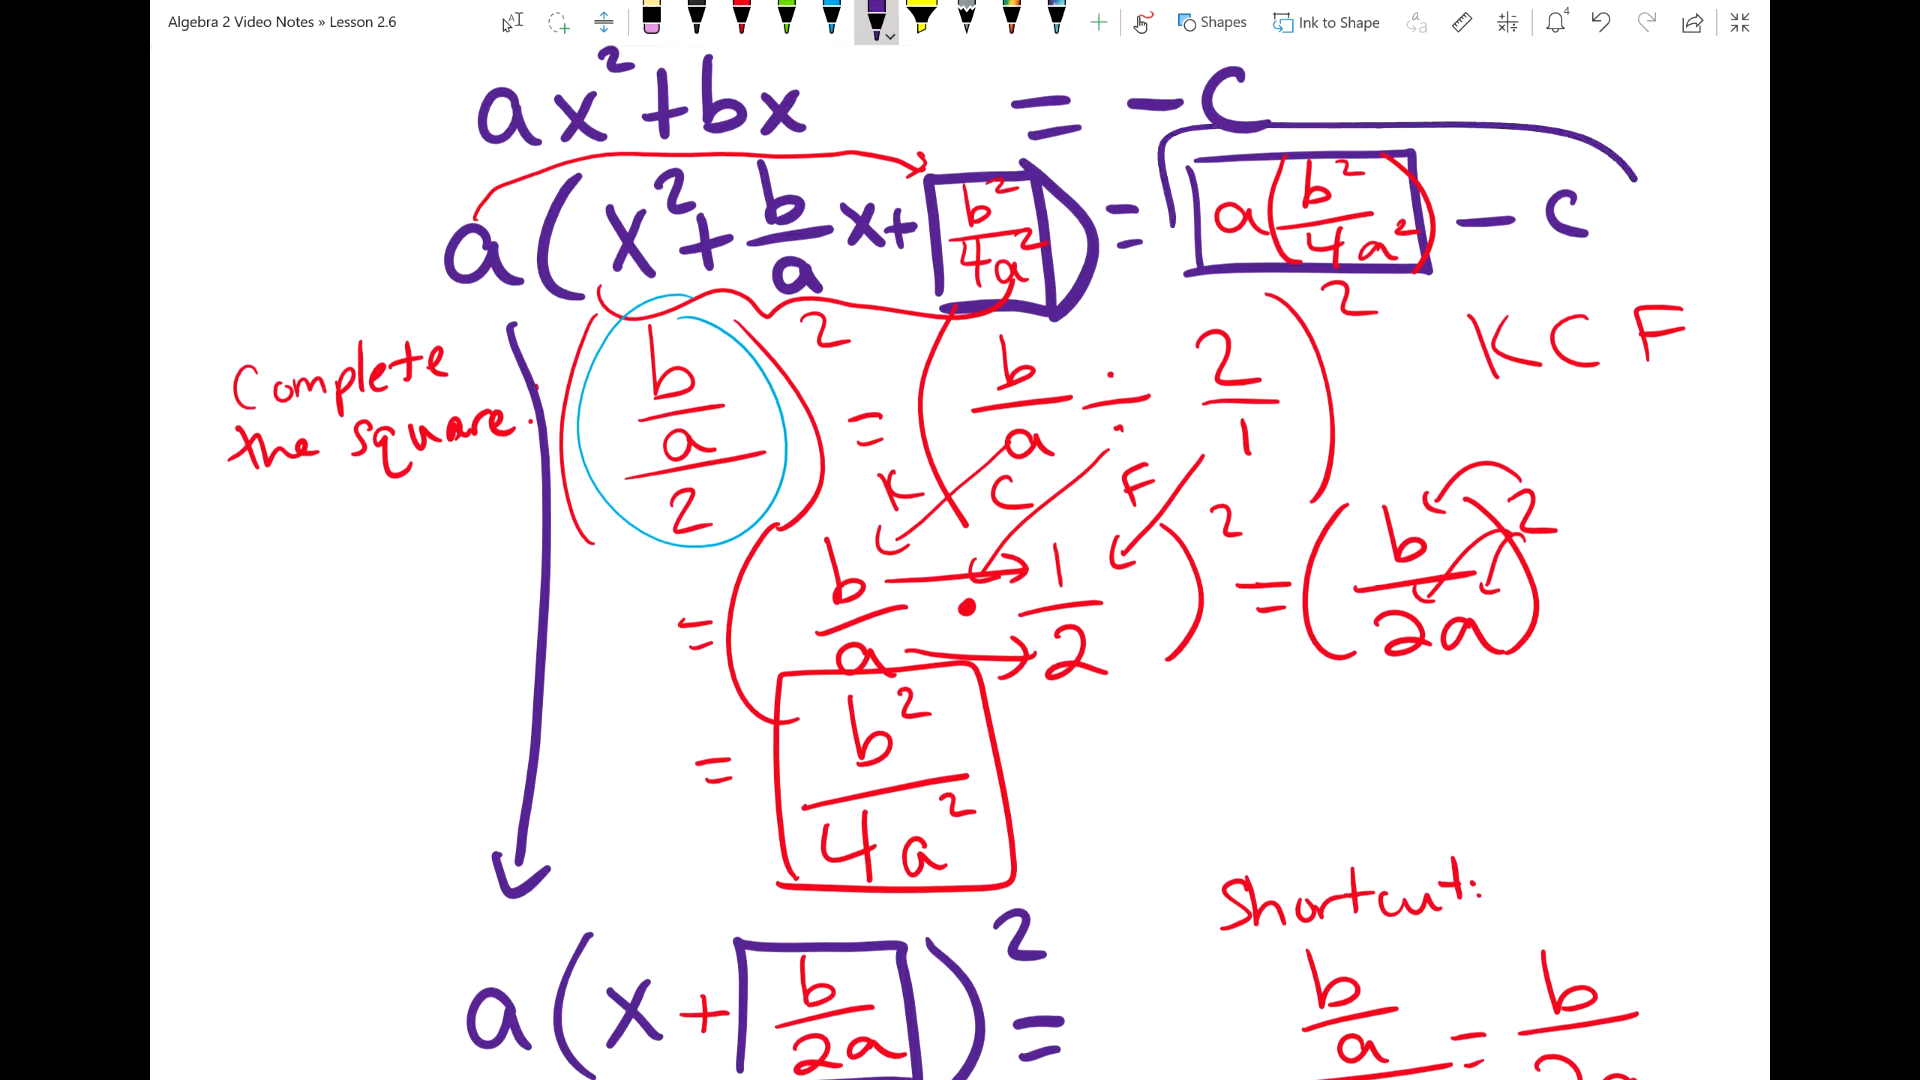 Algebra 2 Video Notes » Lesson 2.6
Shapes
Ink to Shape
4
ax² + bx = -c
a(x² + b/a x + b²/4a²) = a(b²/4a²) - c
Complete
the square.
((b/a)/2)² = (b/a ÷ 2/1)²
K C F
K C F
= (b/a • 1/2)² = (b/2a)²
= b²/4a²
Shortcut:
a(x + b/2a)² =
b/a = b/2a